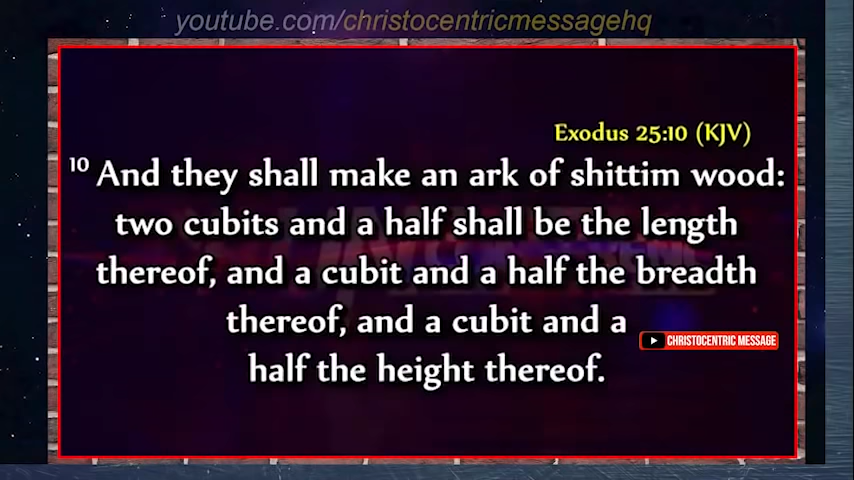 youtube.com/christocentricmessagehq
Exodus 25:10 (KJV)
10 And they shall make an ark of shittim wood:
two cubits and a half shall be the length
thereof, and a cubit and a half the breadth
thereof, and a cubit and a
CHRISTOCENTRIC MESSAGE
half the height thereof.